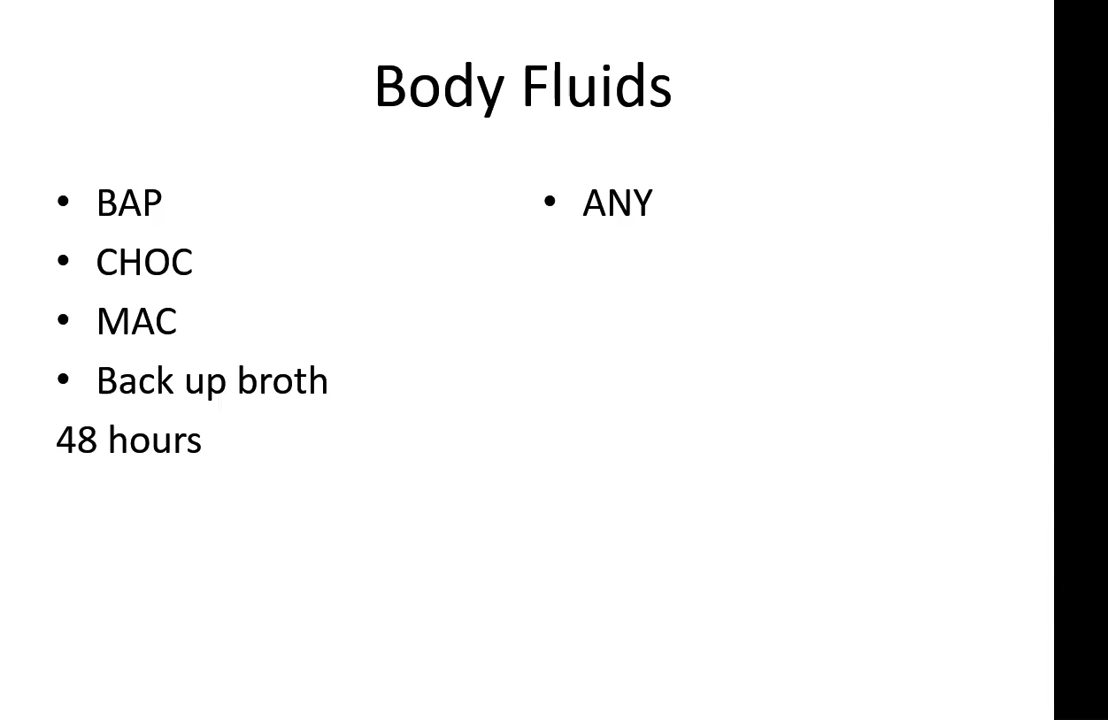 Body Fluids
• BAP
• CHOC
• MAC
• Back up broth
48 hours
• ANY